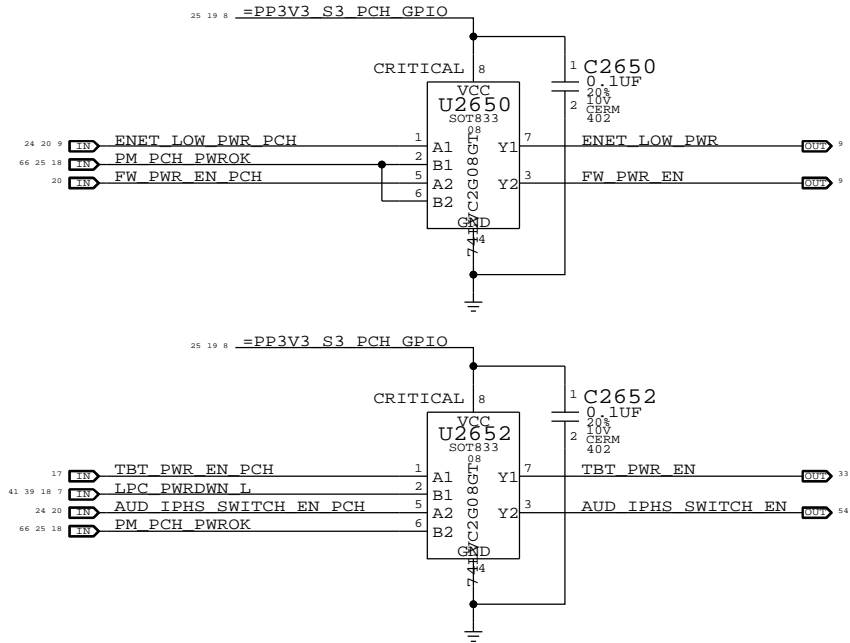 25 19 8 =PP3V3_S3_PCH_GPIO
CRITICAL 8
1 C2650
0.1UF
20%
10V
2 CERM
402
VCC
U2650
SOT833
08
74LVC2G08GT
24 20 9 IN ENET_LOW_PWR_PCH 1 A1 Y1 7 ENET_LOW_PWR OUT 9
66 25 18 IN PM_PCH_PWROK 2 B1
20 IN FW_PWR_EN_PCH 5 A2 Y2 3 FW_PWR_EN OUT 9
6 B2
GND
4
25 19 8 =PP3V3_S3_PCH_GPIO
CRITICAL 8
1 C2652
0.1UF
20%
10V
2 CERM
402
VCC
U2652
SOT833
08
74LVC2G08GT
17 IN TBT_PWR_EN_PCH 1 A1 Y1 7 TBT_PWR_EN OUT 33
41 39 18 7 IN LPC_PWRDWN_L 2 B1
24 20 IN AUD_IPHS_SWITCH_EN_PCH 5 A2 Y2 3 AUD_IPHS_SWITCH_EN OUT 54
66 25 18 IN PM_PCH_PWROK 6 B2
GND
4